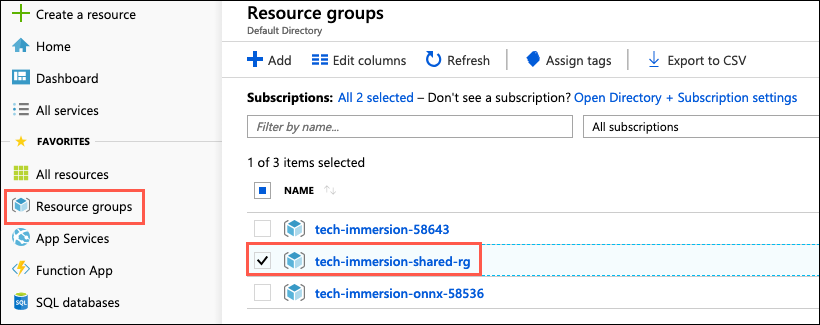 Create a resource
Home
Dashboard
All services
FAVORITES
All resources
Resource groups
App Services
Function App
SQL databases
Resource groups
Default Directory
Add Edit columns Refresh Assign tags Export to CSV
Subscriptions: All 2 selected – Don't see a subscription? Open Directory + Subscription settings
Filter by name... All subscriptions
1 of 3 items selected
NAME
tech-immersion-58643
tech-immersion-shared-rg
tech-immersion-onnx-58536